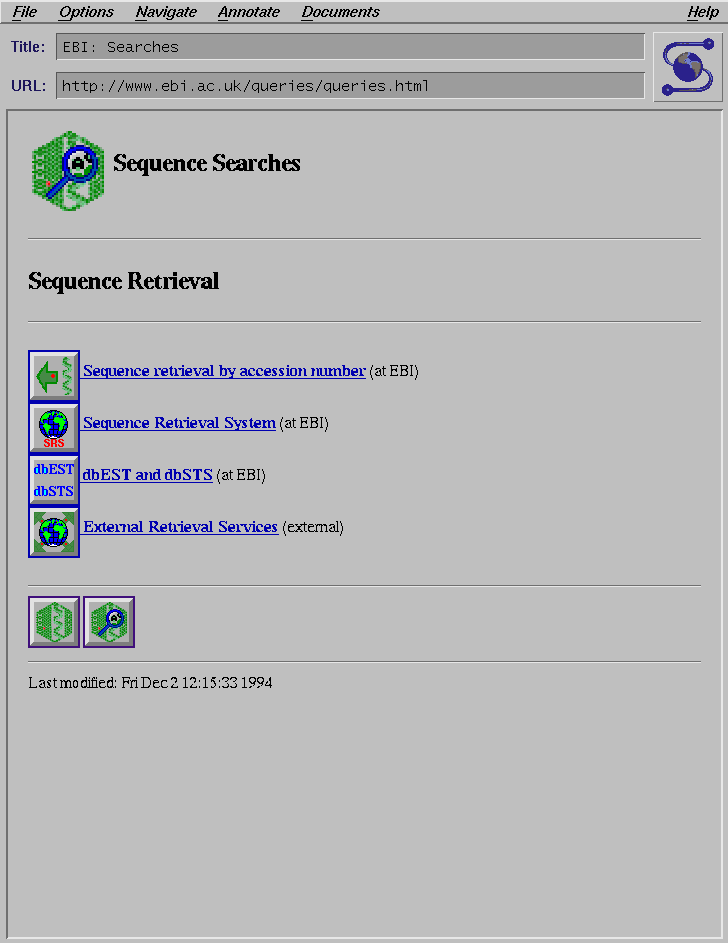 File Options Navigate Annotate Documents Help
Title: EBI: Searches
URL: http://www.ebi.ac.uk/queries/queries.html
A
Sequence Searches
Sequence Retrieval
Sequence retrieval by accession number (at EBI)
SRS
Sequence Retrieval System (at EBI)
dbEST
dbSTS
dbEST and dbSTS (at EBI)
External Retrieval Services (external)
Last modified: Fri Dec 2 12:15:33 1994